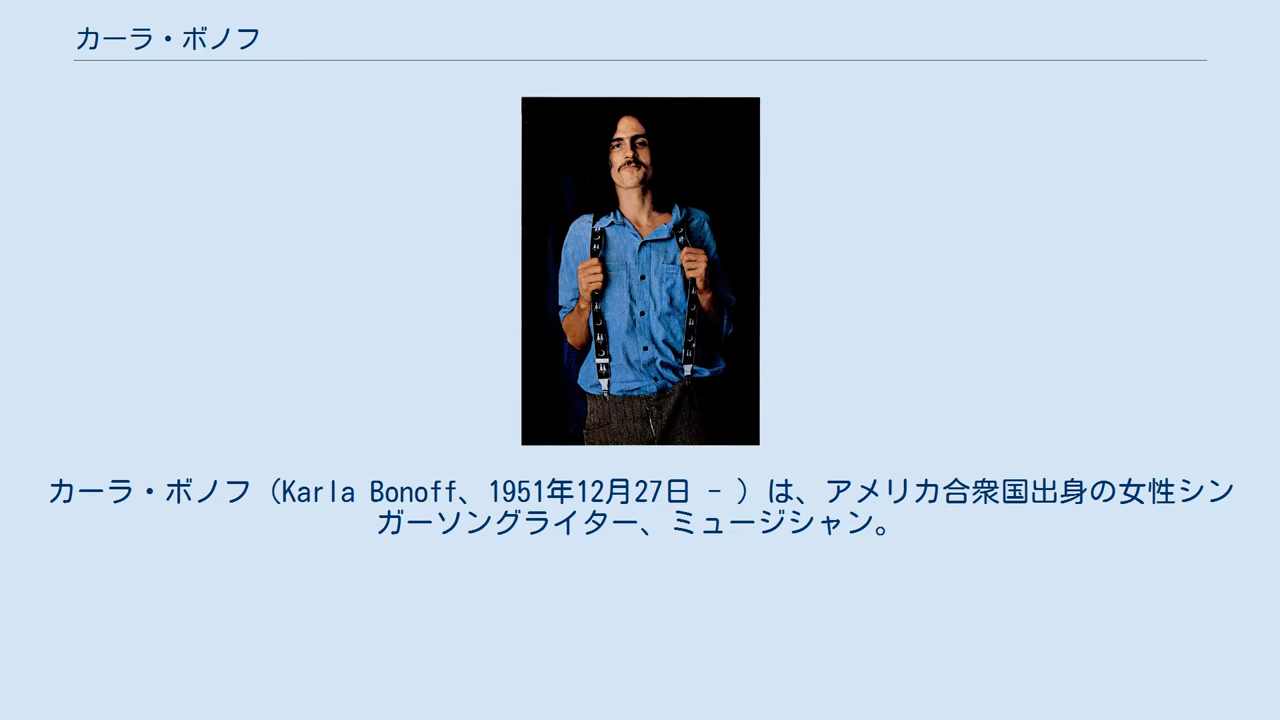 カーラ・ボノフ
カーラ・ボノフ（Karla Bonoff、1951年12月27日 - ）は、アメリカ合衆国出身の女性シン
ガーソングライター、ミュージシャン。